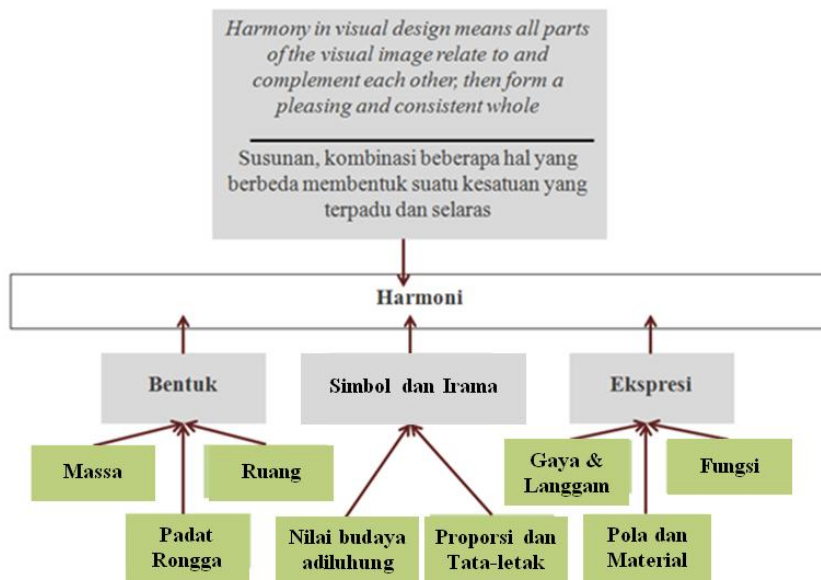 Harmony in visual design means all parts
of the visual image relate to and
complement each other, then form a
pleasing and consistent whole
Susunan, kombinasi beberapa hal yang
berbeda membentuk suatu kesatuan yang
terpadu dan selaras
Harmoni
Bentuk
Simbol dan Irama
Ekspresi
Massa
Ruang
Gaya &
Langgam
Fungsi
Padat
Rongga
Nilai budaya
adiluhung
Proporsi dan
Tata-letak
Pola dan
Material